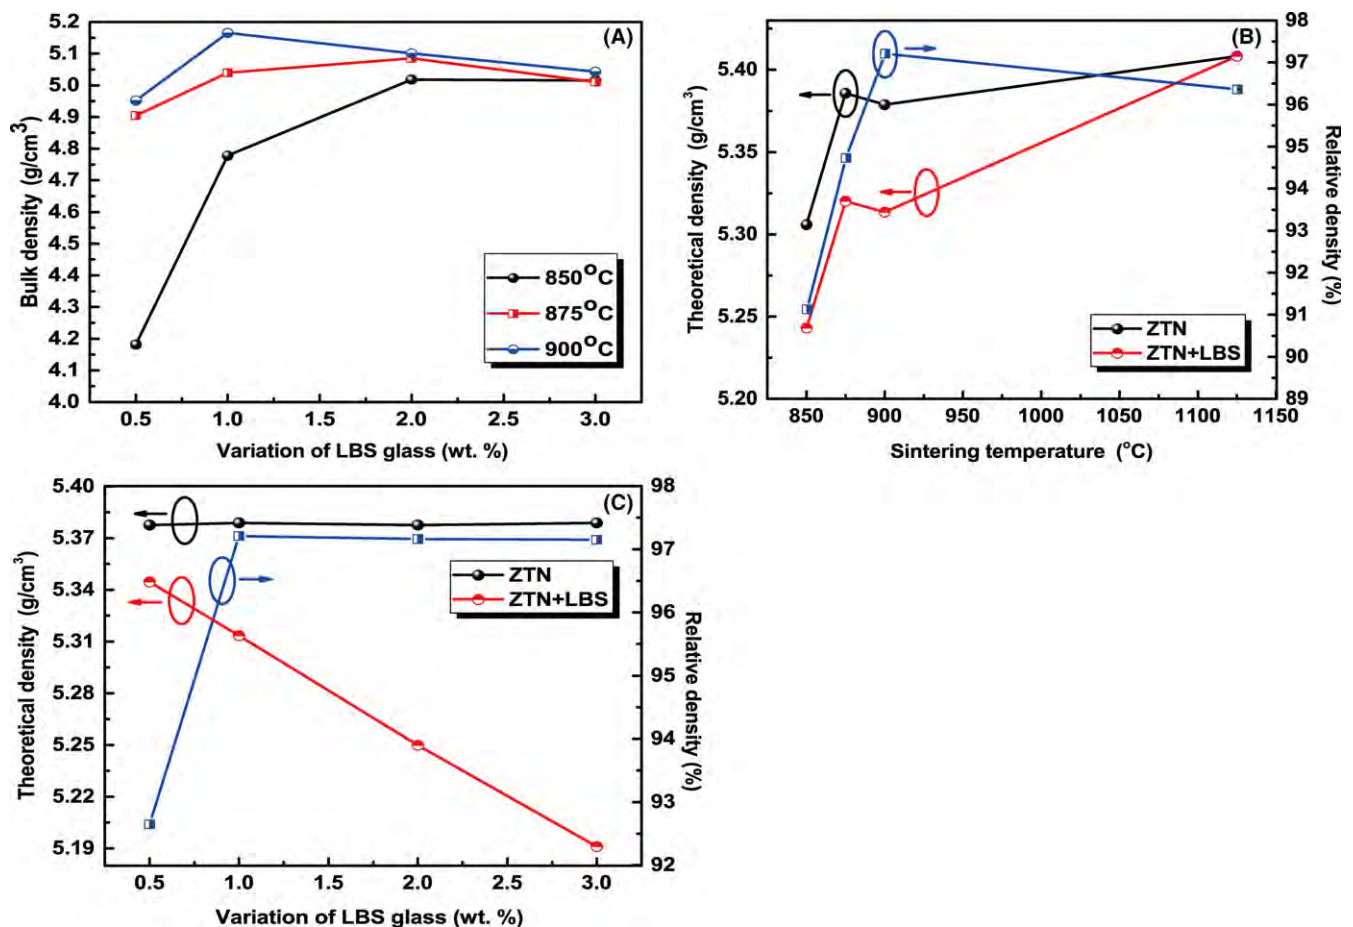 (A)
Bulk density (g/cm³)
5.2
5.1
5.0
4.9
4.8
4.7
4.6
4.5
4.4
4.3
4.2
4.1
4.0
850°C
875°C
900°C
0.5 1.0 1.5 2.0 2.5 3.0
Variation of LBS glass (wt. %)
(B)
Theoretical density (g/cm³)
5.40
5.35
5.30
5.25
5.20
98
97
96
95
94
93
92
91
90
89
Relative density (%)
ZTN
ZTN+LBS
850 900 950 1000 1050 1100 1150
Sintering temperature (°C)
(C)
Theoretical density (g/cm³)
5.40
5.37
5.34
5.31
5.28
5.25
5.22
5.19
98
97
96
95
94
93
92
Relative density (%)
ZTN
ZTN+LBS
0.5 1.0 1.5 2.0 2.5 3.0
Variation of LBS glass (wt. %)